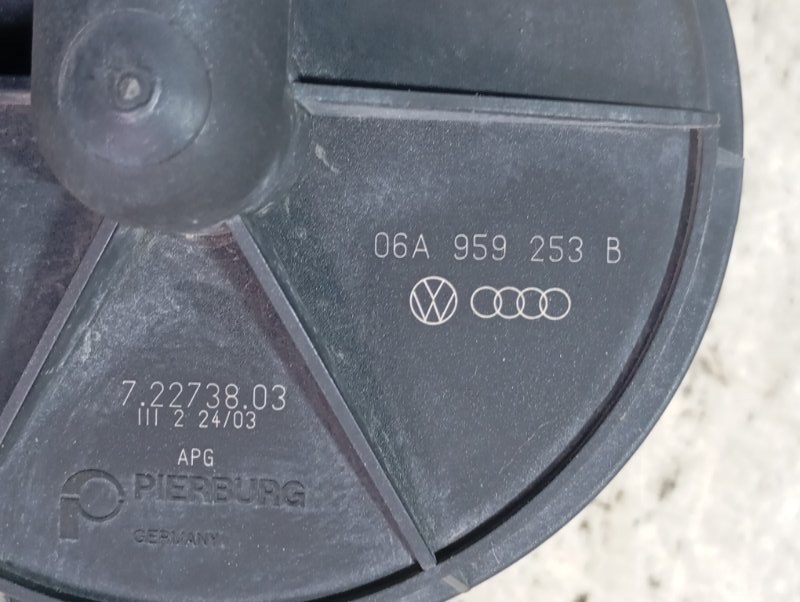 06A 959 253 B
7.22738.03
III 2 24/03
APG
PIERBURG
GERMANY